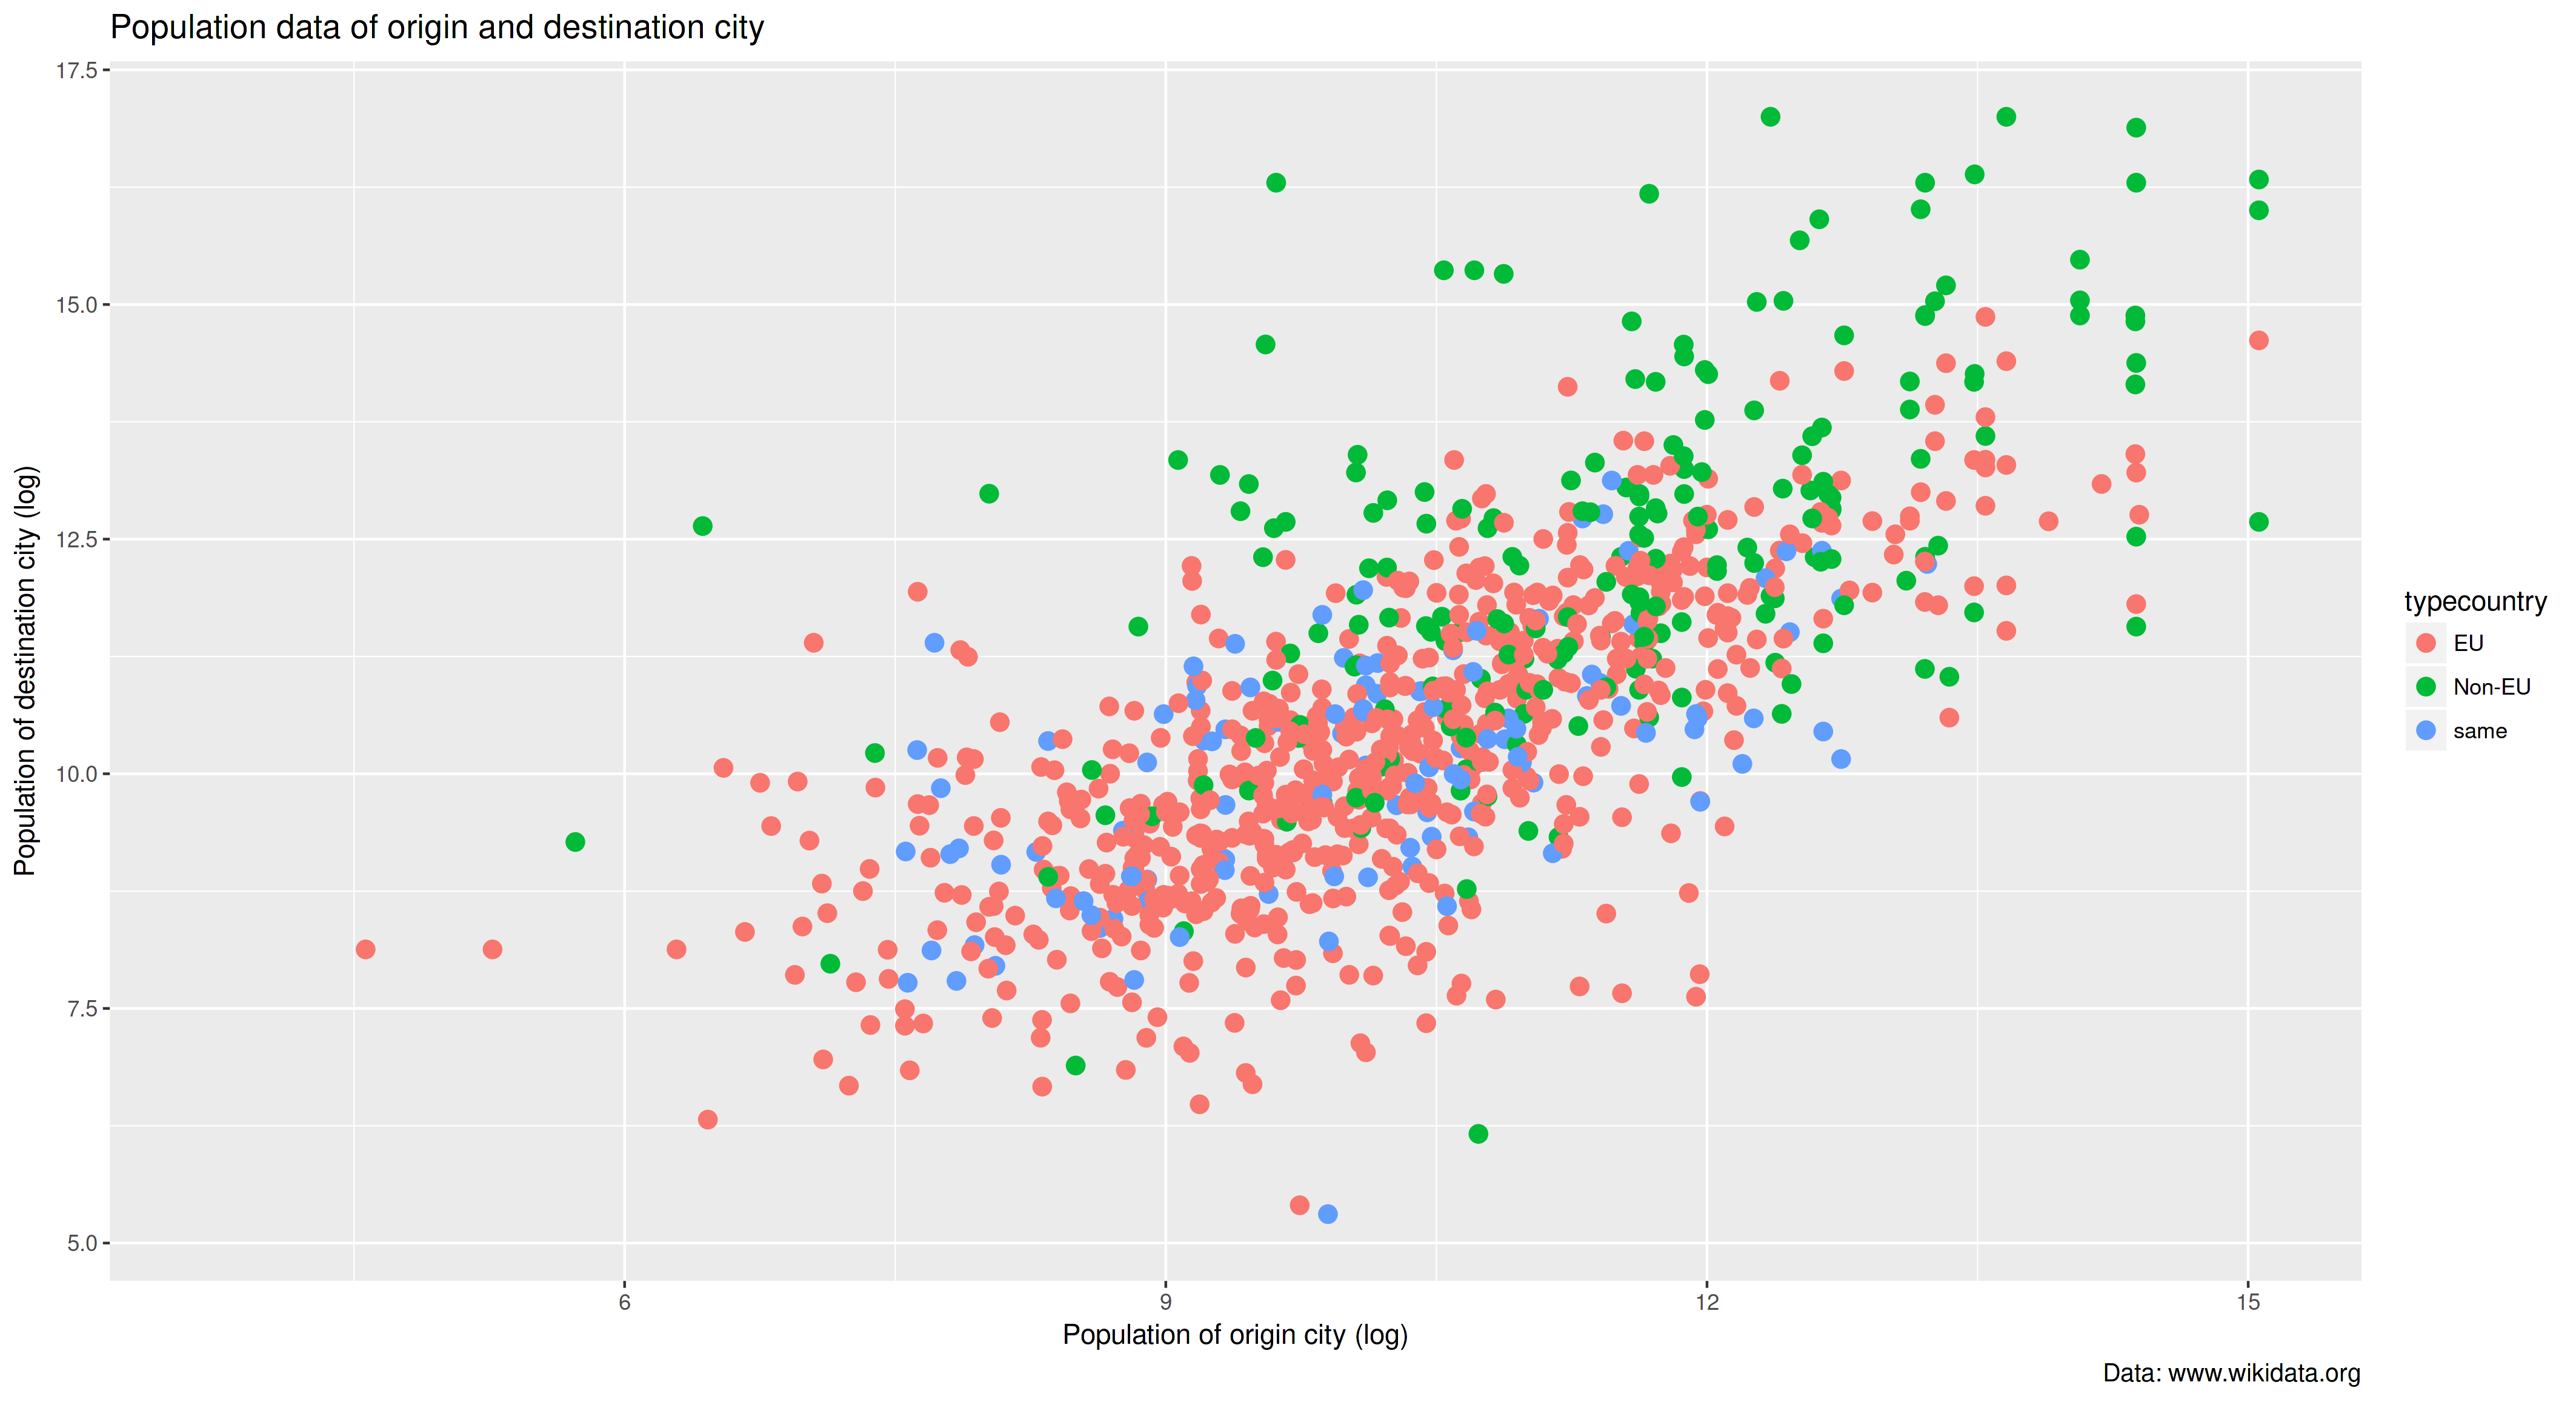 Population data of origin and destination city
17.5
15.0
12.5
10.0
7.5
5.0
Population of destination city (log)
6 9 12 15
Population of origin city (log)
typecountry
EU
Non-EU
same
Data: www.wikidata.org